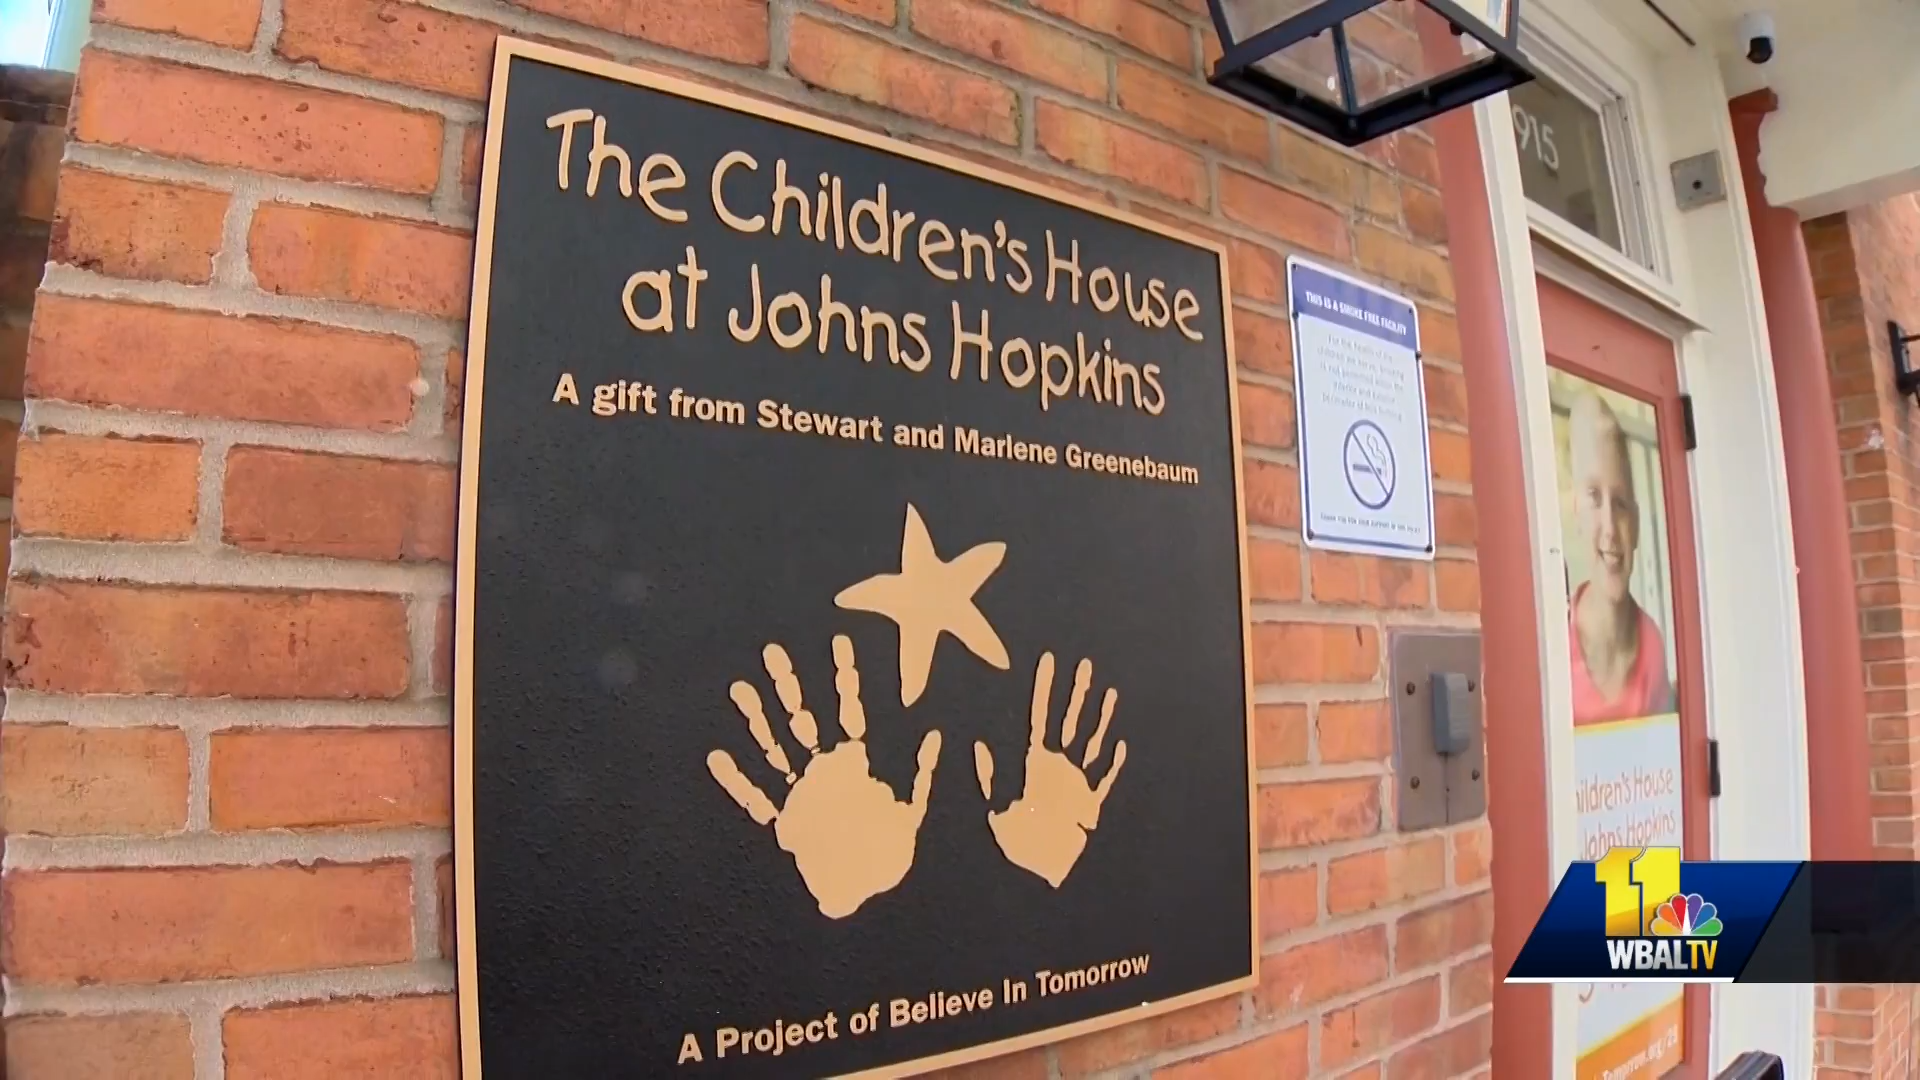 The Children's House
at Johns Hopkins
A gift from Stewart and Marlene Greenebaum
A Project of Believe In Tomorrow
915
THIS IS A SMOKE FREE FACILITY
ildren's House
Johns Hopkins
11
WBALTV